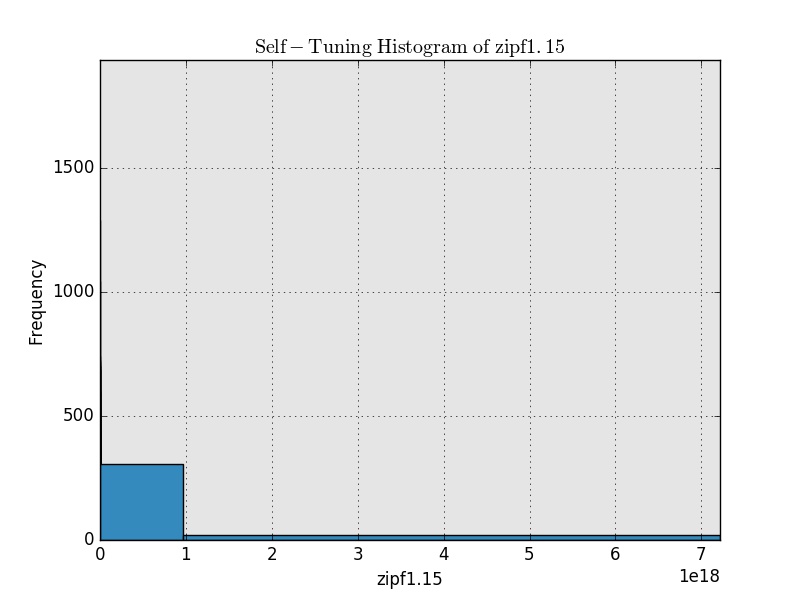 Self − Tuning Histogram of zipf1.15
1500
1000
500
0
Frequency
0 1 2 3 4 5 6 7
1e18
zipf1.15